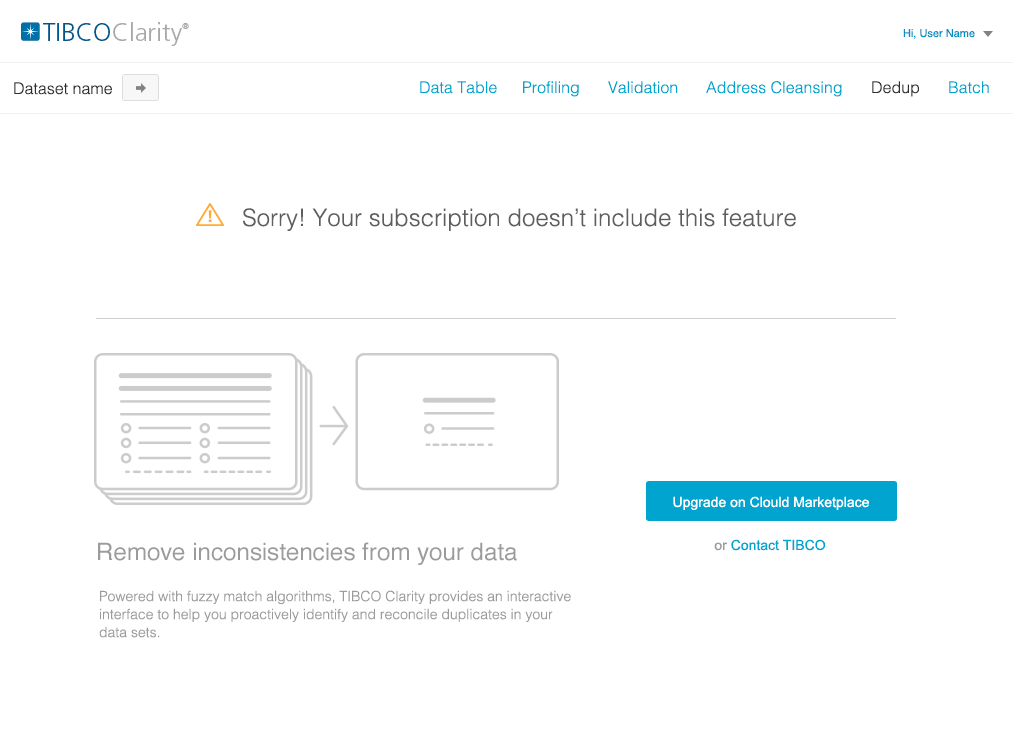 TIBCOClarity®
Hi, User Name
Dataset name
Data Table Profiling Validation Address Cleansing Dedup Batch
Sorry! Your subscription doesn’t include this feature
Upgrade on Clould Marketplace
or Contact TIBCO
Remove inconsistencies from your data
Powered with fuzzy match algorithms, TIBCO Clarity provides an interactive
interface to help you proactively identify and reconcile duplicates in your
data sets.